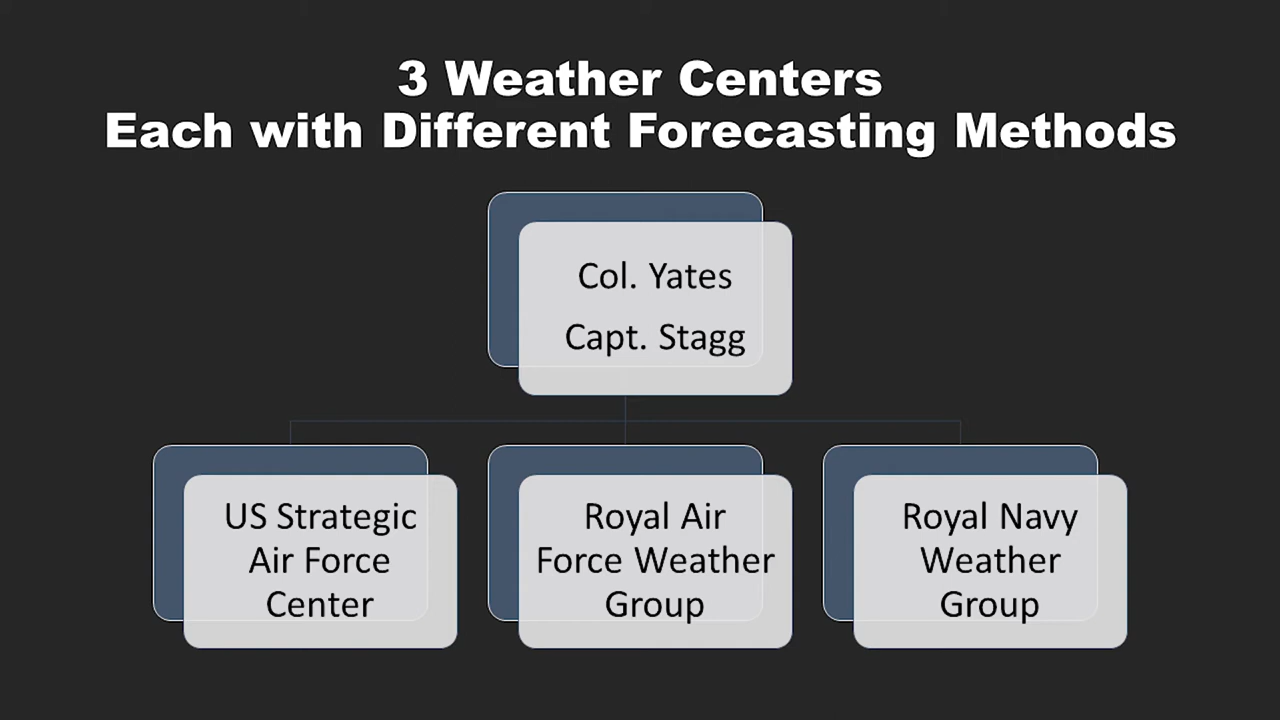 3 Weather Centers
Each with Different Forecasting Methods
Col. Yates
Capt. Stagg
US Strategic
Air Force
Center
Royal Air
Force Weather
Group
Royal Navy
Weather
Group